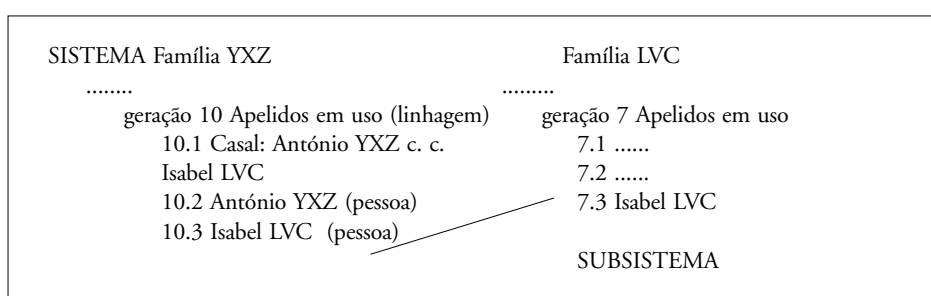 SISTEMA Família YXZ Família LVC
........ .........
geração 10 Apelidos em uso (linhagem) geração 7 Apelidos em uso
10.1 Casal: António YXZ c. c. 7.1 ......
Isabel LVC 7.2 ......
10.2 António YXZ (pessoa) 7.3 Isabel LVC
10.3 Isabel LVC (pessoa)
SUBSISTEMA